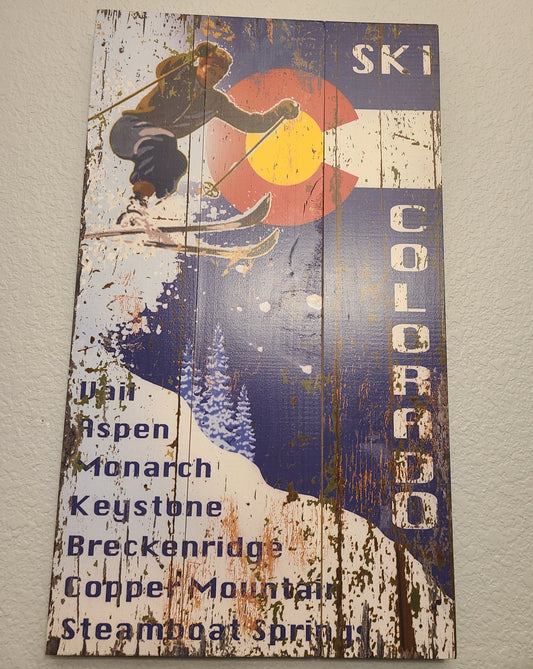 SKI
COLORADO
Vail
Aspen
Monarch
Keystone
Breckenridge
Copper Mountain
Steamboat Springs